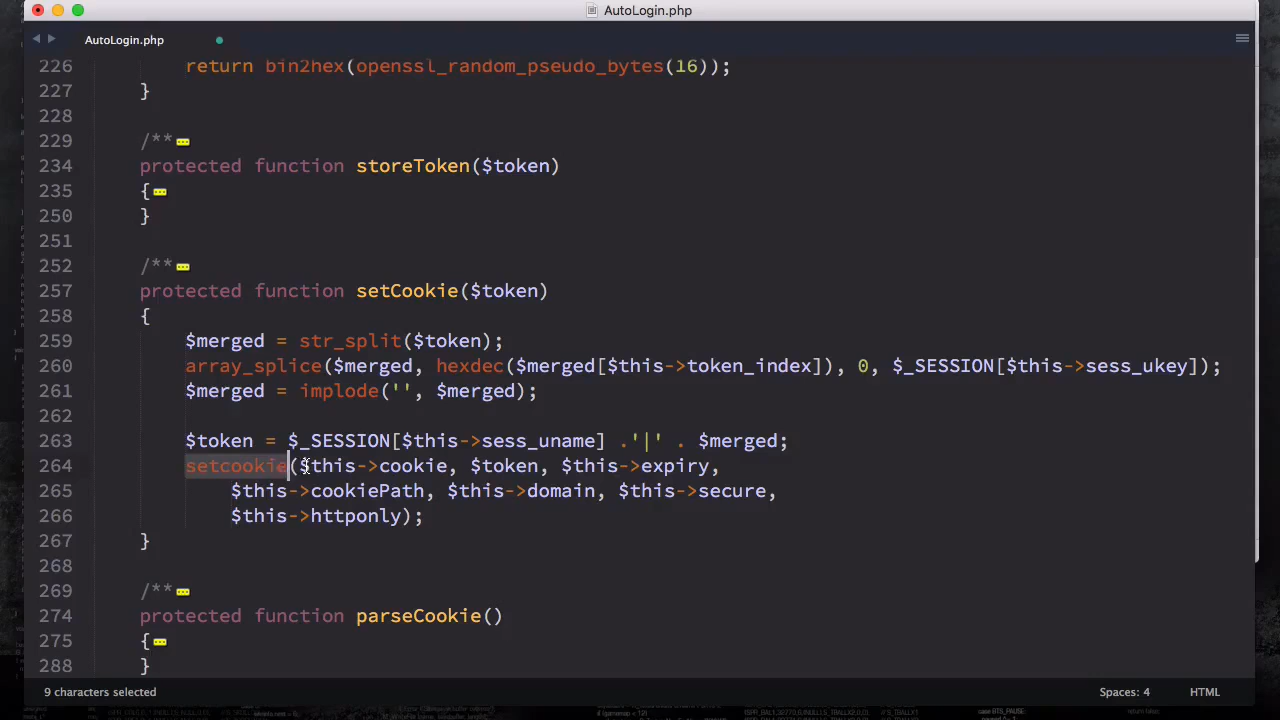 AutoLogin.php
AutoLogin.php
226 return bin2hex(openssl_random_pseudo_bytes(16));
227 }
228
229 /**
234 protected function storeToken($token)
235 {
250 }
251
252 /**
257 protected function setCookie($token)
258 {
259 $merged = str_split($token);
260 array_splice($merged, hexdec($merged[$this->token_index]), 0, $_SESSION[$this->sess_ukey]);
261 $merged = implode('', $merged);
262
263 $token = $_SESSION[$this->sess_uname] .'|' . $merged;
264 setcookie($this->cookie, $token, $this->expiry,
265 $this->cookiePath, $this->domain, $this->secure,
266 $this->httponly);
267 }
268
269 /**
274 protected function parseCookie()
275 {
288 }
9 characters selected Spaces: 4 HTML